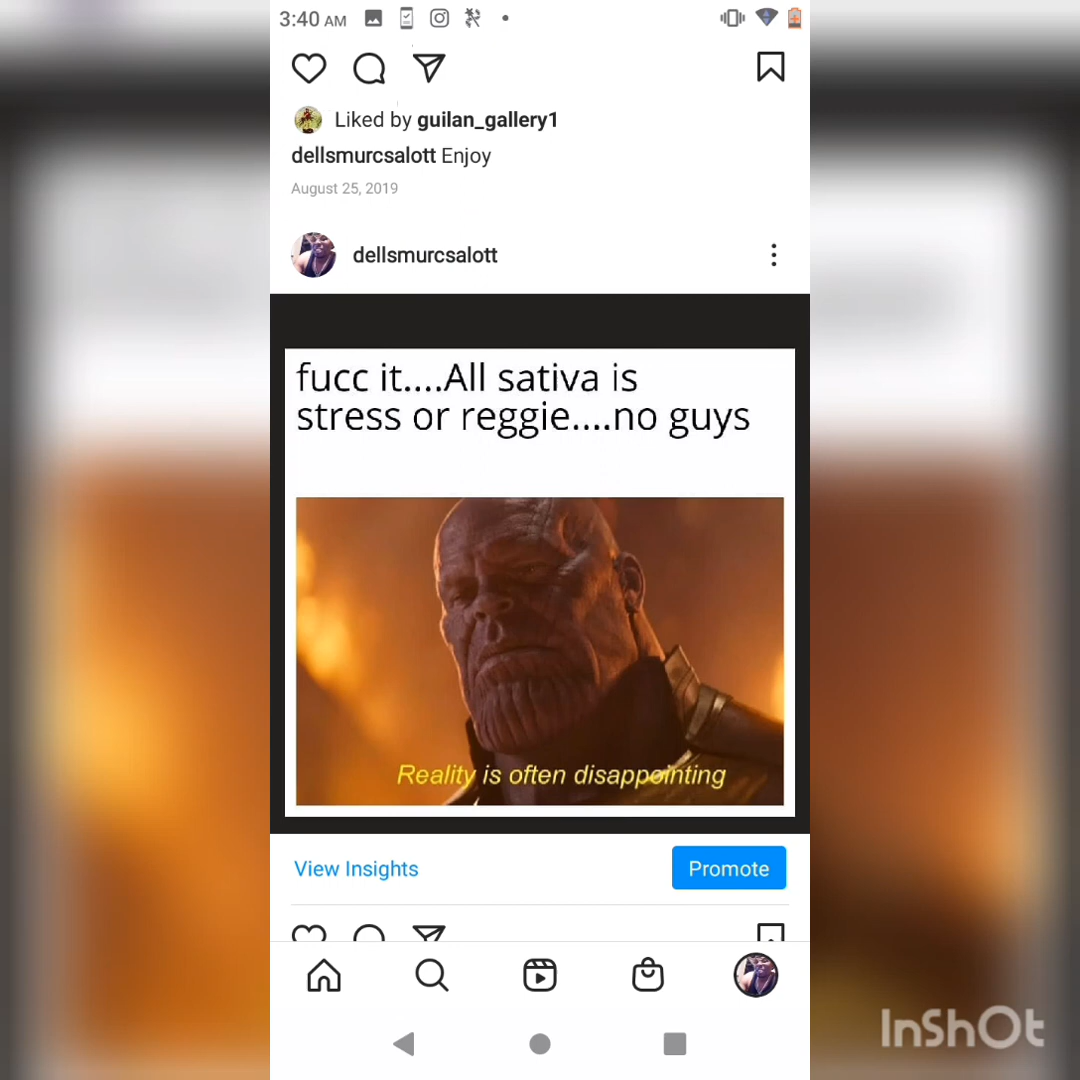 3:40 AM
Liked by guilan_gallery1
dellsmurcsalott Enjoy
August 25, 2019
dellsmurcsalott
fucc it....All sativa is
stress or reggie....no guys
Reality is often disappointing
View Insights
Promote
InShOt